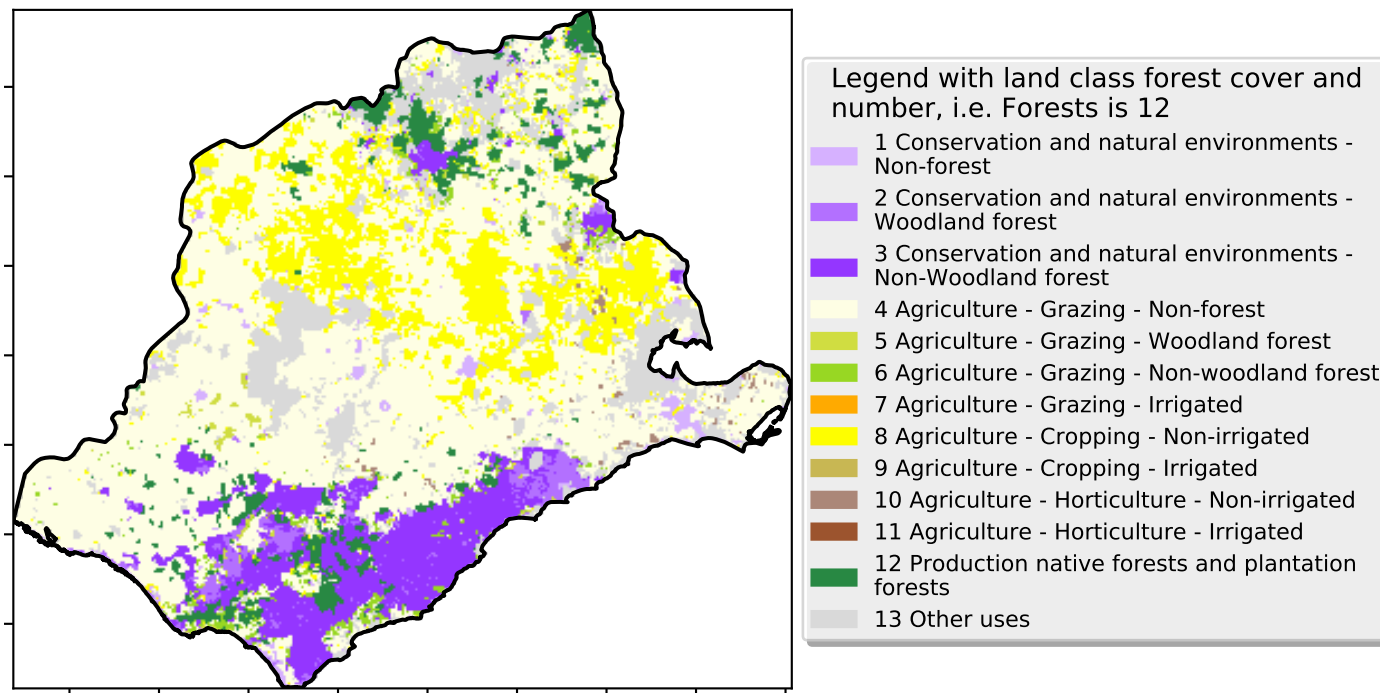 Legend with land class forest cover and
number, i.e. Forests is 12
1 Conservation and natural environments -
Non-forest
2 Conservation and natural environments -
Woodland forest
3 Conservation and natural environments -
Non-Woodland forest
4 Agriculture - Grazing - Non-forest
5 Agriculture - Grazing - Woodland forest
6 Agriculture - Grazing - Non-woodland forest
7 Agriculture - Grazing - Irrigated
8 Agriculture - Cropping - Non-irrigated
9 Agriculture - Cropping - Irrigated
10 Agriculture - Horticulture - Non-irrigated
11 Agriculture - Horticulture - Irrigated
12 Production native forests and plantation
forests
13 Other uses